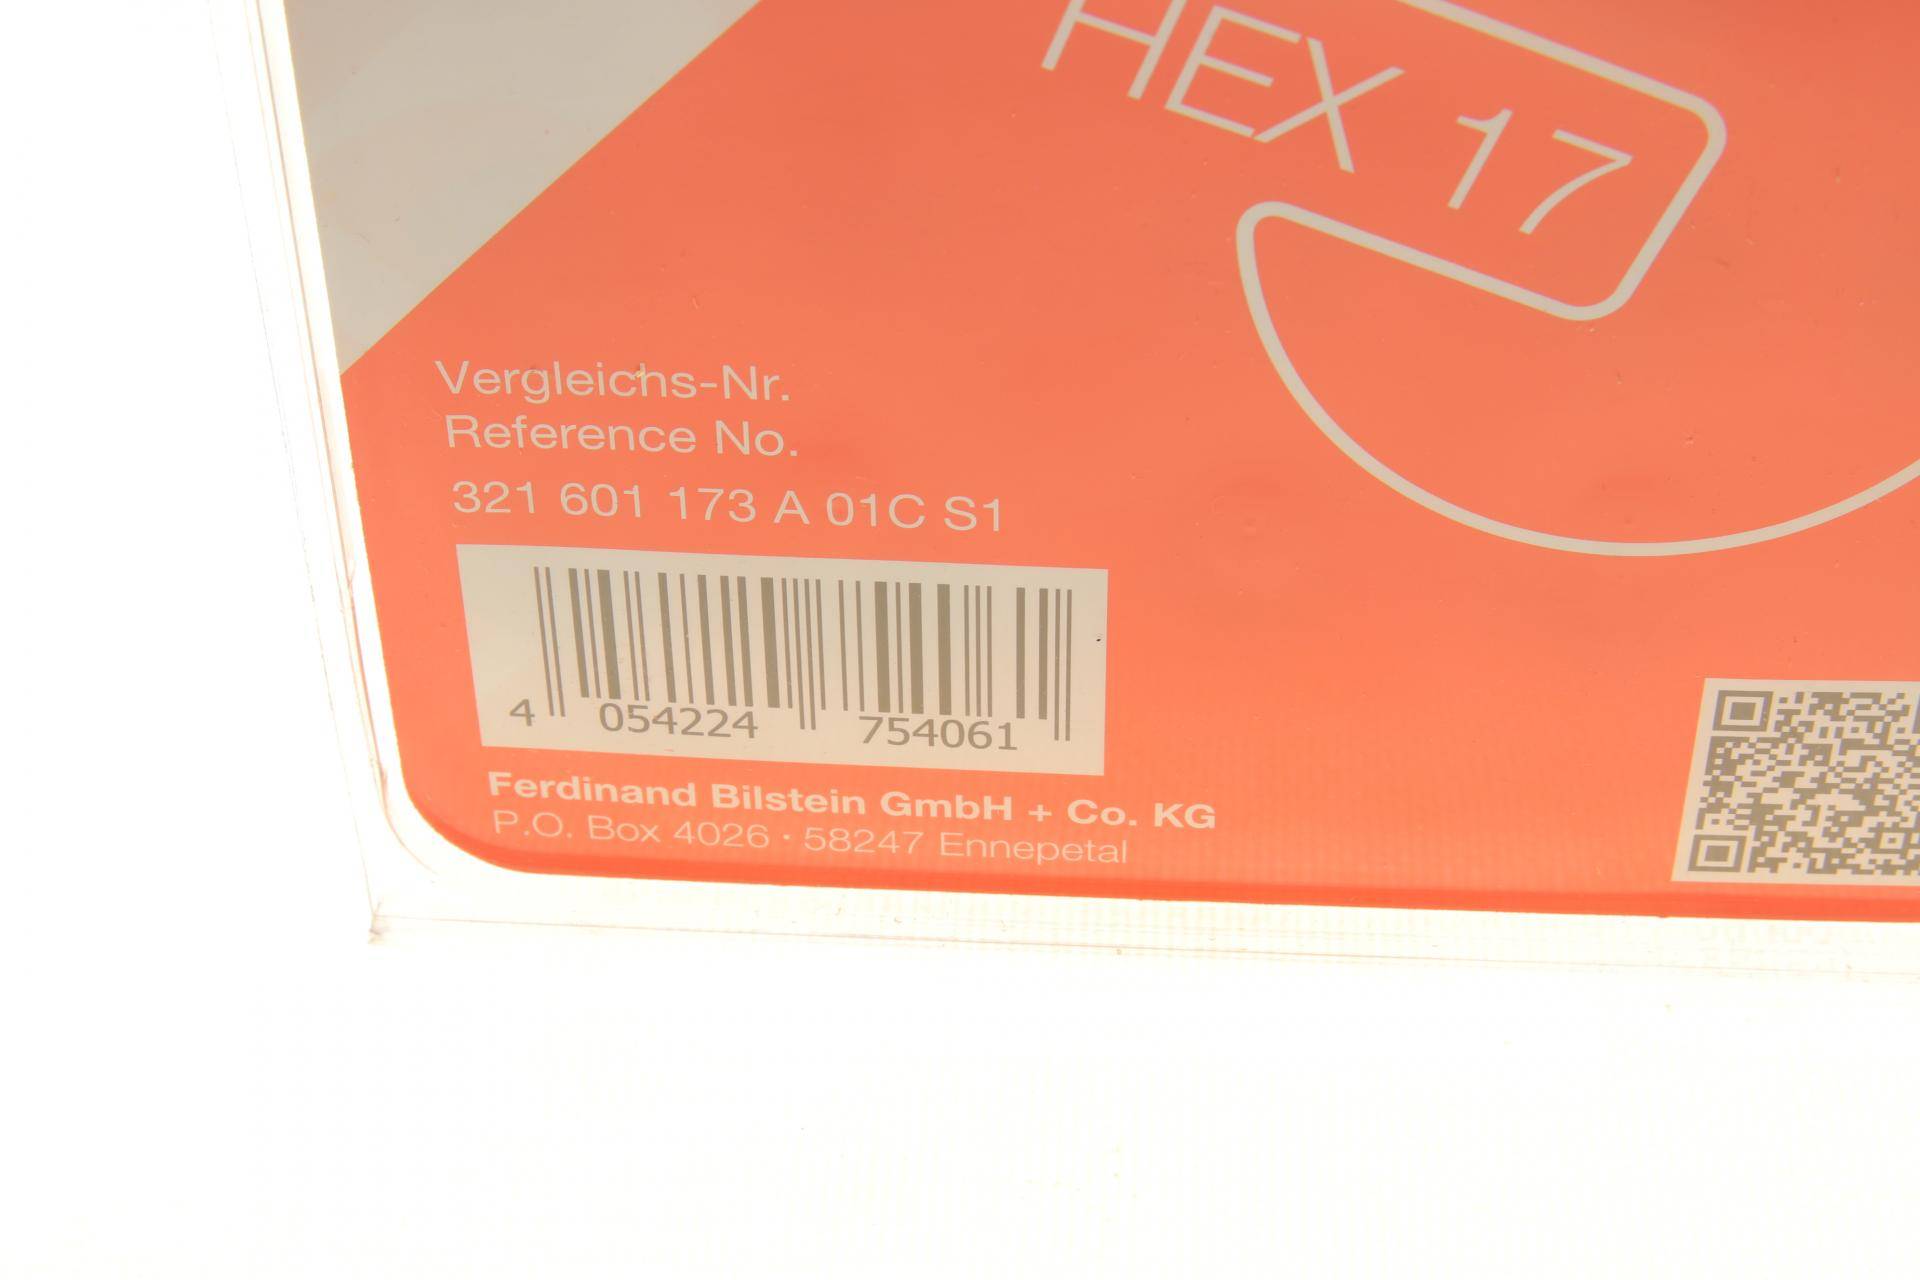 HEX 17
Vergleichs-Nr.
Reference No.
321 601 173 A 01C S1
4 054224 754061
Ferdinand Bilstein GmbH + Co. KG
P.O. Box 4026 · 58247 Ennepetal